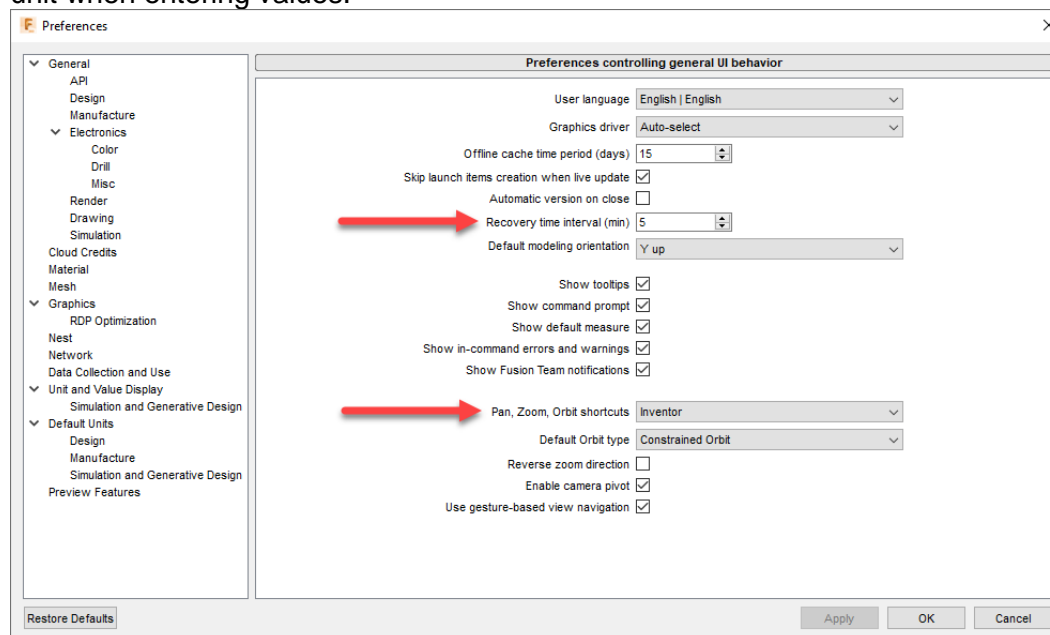 unit when entering values.
Preferences
General
API
Design
Manufacture
Electronics
Color
Drill
Misc
Render
Drawing
Simulation
Cloud Credits
Material
Mesh
Graphics
RDP Optimization
Nest
Network
Data Collection and Use
Unit and Value Display
Simulation and Generative Design
Default Units
Design
Manufacture
Simulation and Generative Design
Preview Features
Preferences controlling general UI behavior
User language English | English
Graphics driver Auto-select
Offline cache time period (days) 15
Skip launch items creation when live update
Automatic version on close
Recovery time interval (min) 5
Default modeling orientation Y up
Show tooltips
Show command prompt
Show default measure
Show in-command errors and warnings
Show Fusion Team notifications
Pan, Zoom, Orbit shortcuts Inventor
Default Orbit type Constrained Orbit
Reverse zoom direction
Enable camera pivot
Use gesture-based view navigation
Restore Defaults Apply OK Cancel